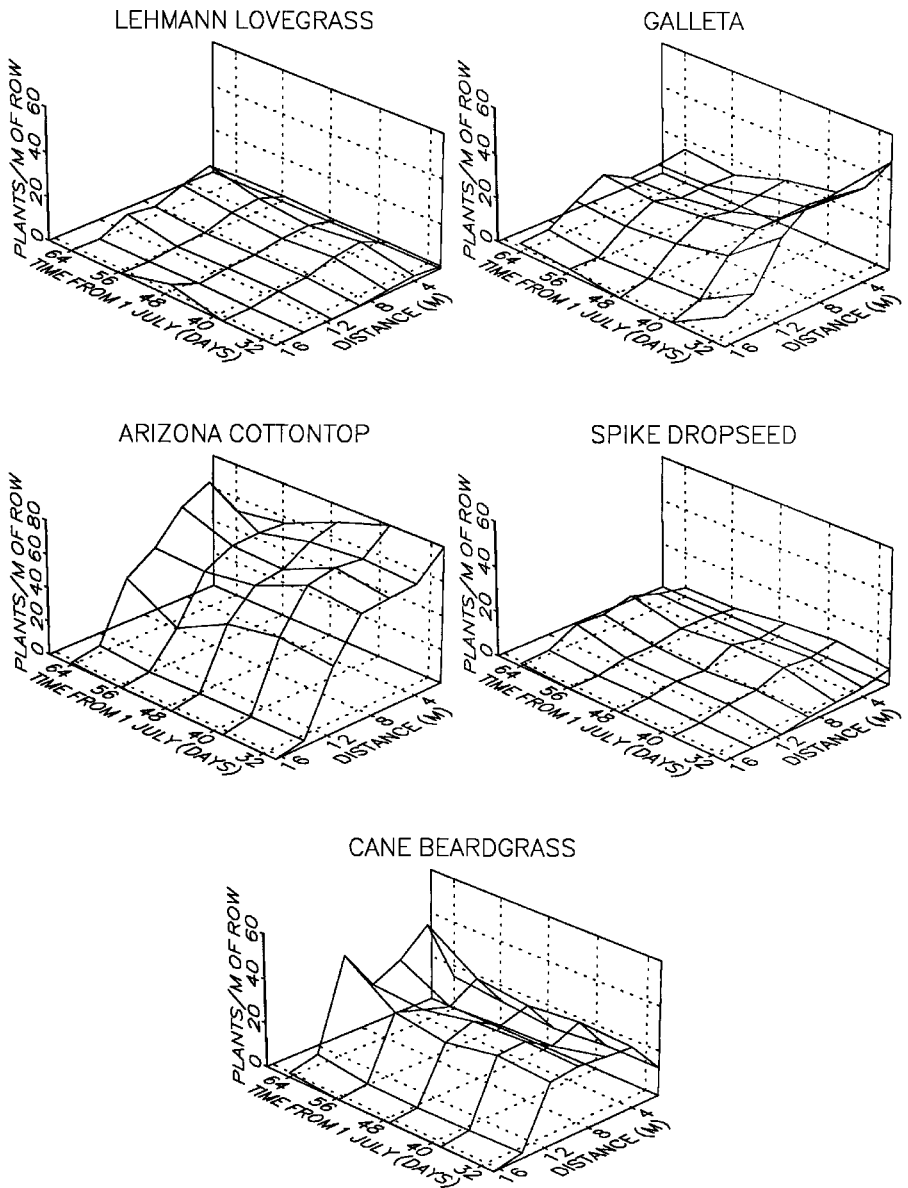 LEHMANN LOVEGRASS
PLANTS/M OF ROW
0 20 40 60
64 56 48 40 32
TIME FROM 1 JULY (DAYS)
16 12 8 4
DISTANCE (M)
GALLETA
PLANTS/M OF ROW
0 20 40 60
64 56 48 40 32
TIME FROM 1 JULY (DAYS)
16 12 8 4
DISTANCE (M)
ARIZONA COTTONTOP
PLANTS/M OF ROW
0 20 40 60 80
64 56 48 40 32
TIME FROM 1 JULY (DAYS)
16 12 8 4
DISTANCE (M)
SPIKE DROPSEED
PLANTS/M OF ROW
0 20 40 60
64 56 48 40 32
TIME FROM 1 JULY (DAYS)
16 12 8 4
DISTANCE (M)
CANE BEARDGRASS
PLANTS/M OF ROW
0 20 40 60
64 56 48 40 32
TIME FROM 1 JULY (DAYS)
16 12 8 4
DISTANCE (M)